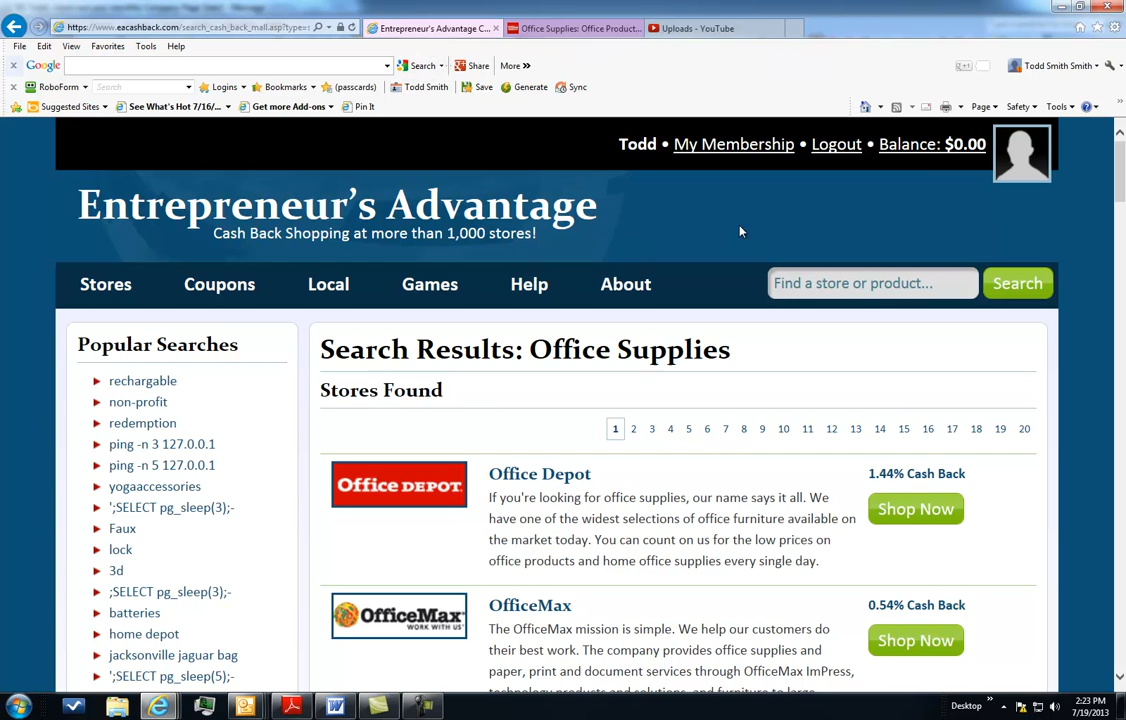 https://www.eacashback.com/search_cash_back_mall.asp?type=s
Entrepreneur's Advantage C...
Office Supplies: Office Product...
Uploads - YouTube
File Edit View Favorites Tools Help
x Google Search Share More » g+1 Todd Smith Smith
x RoboForm Search Logins Bookmarks (passcards) Todd Smith Save Generate Sync
Suggested Sites See What's Hot 7/16/... Get more Add-ons Pin It Page Safety Tools
Todd • My Membership • Logout • Balance: $0.00
Entrepreneur's Advantage
Cash Back Shopping at more than 1,000 stores!
Stores Coupons Local Games Help About Find a store or product... Search
Popular Searches
rechargable
non-profit
redemption
ping -n 3 127.0.0.1
ping -n 5 127.0.0.1
yogaaccessories
';SELECT pg_sleep(3);-
Faux
lock
3d
;SELECT pg_sleep(3);-
batteries
home depot
jacksonville jaguar bag
';SELECT pg_sleep(5);-
Search Results: Office Supplies
Stores Found
1 2 3 4 5 6 7 8 9 10 11 12 13 14 15 16 17 18 19 20
Office DEPOT.
Office Depot
1.44% Cash Back
If you're looking for office supplies, our name says it all. We
have one of the widest selections of office furniture available on
the market today. You can count on us for the low prices on
office products and home office supplies every single day.
Shop Now
OfficeMax
WORK WITH US
OfficeMax
0.54% Cash Back
The OfficeMax mission is simple. We help our customers do
their best work. The company provides office supplies and
paper, print and document services through OfficeMax ImPress,
technology products and solutions, and furniture to large,
Shop Now
Desktop »
2:23 PM
7/19/2013